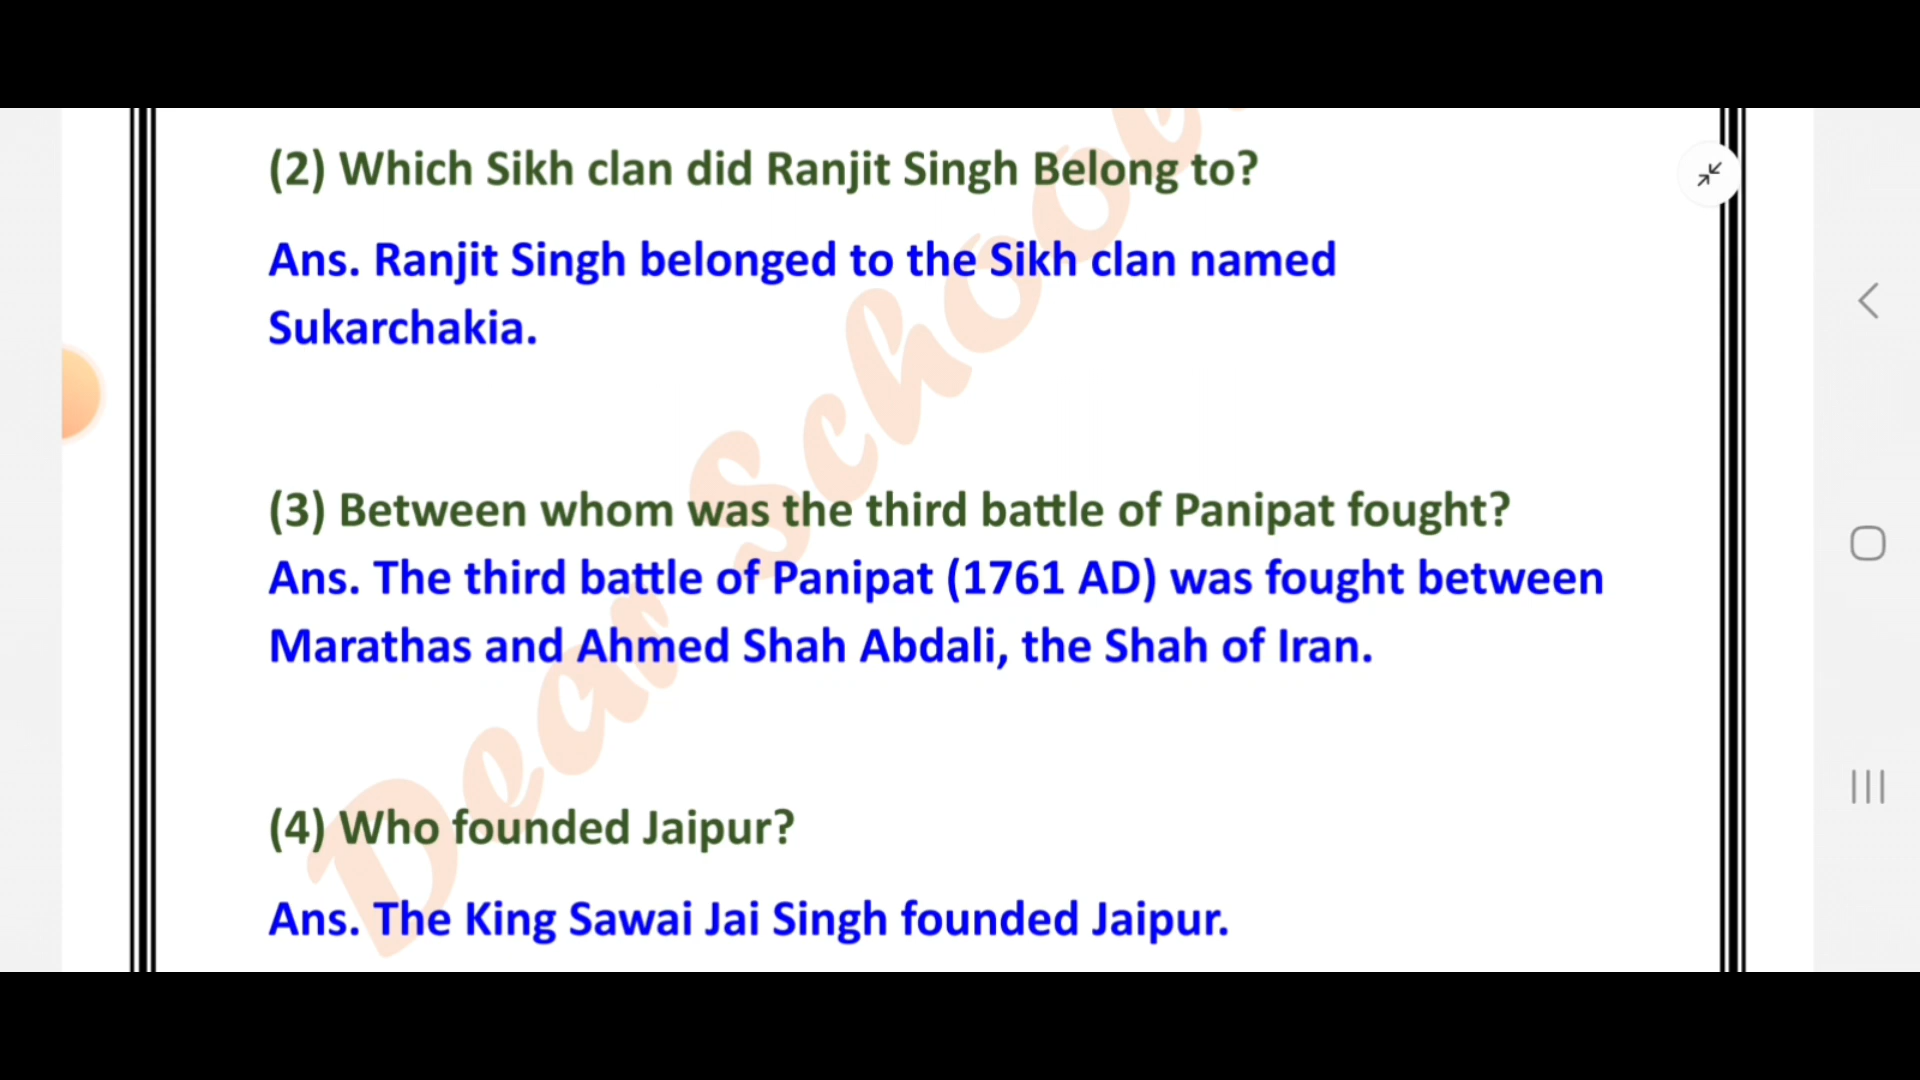 (2) Which Sikh clan did Ranjit Singh Belong to?
Ans. Ranjit Singh belonged to the Sikh clan named
Sukarchakia.
(3) Between whom was the third battle of Panipat fought?
Ans. The third battle of Panipat (1761 AD) was fought between
Marathas and Ahmed Shah Abdali, the Shah of Iran.
(4) Who founded Jaipur?
Ans. The King Sawai Jai Singh founded Jaipur.
Dear School